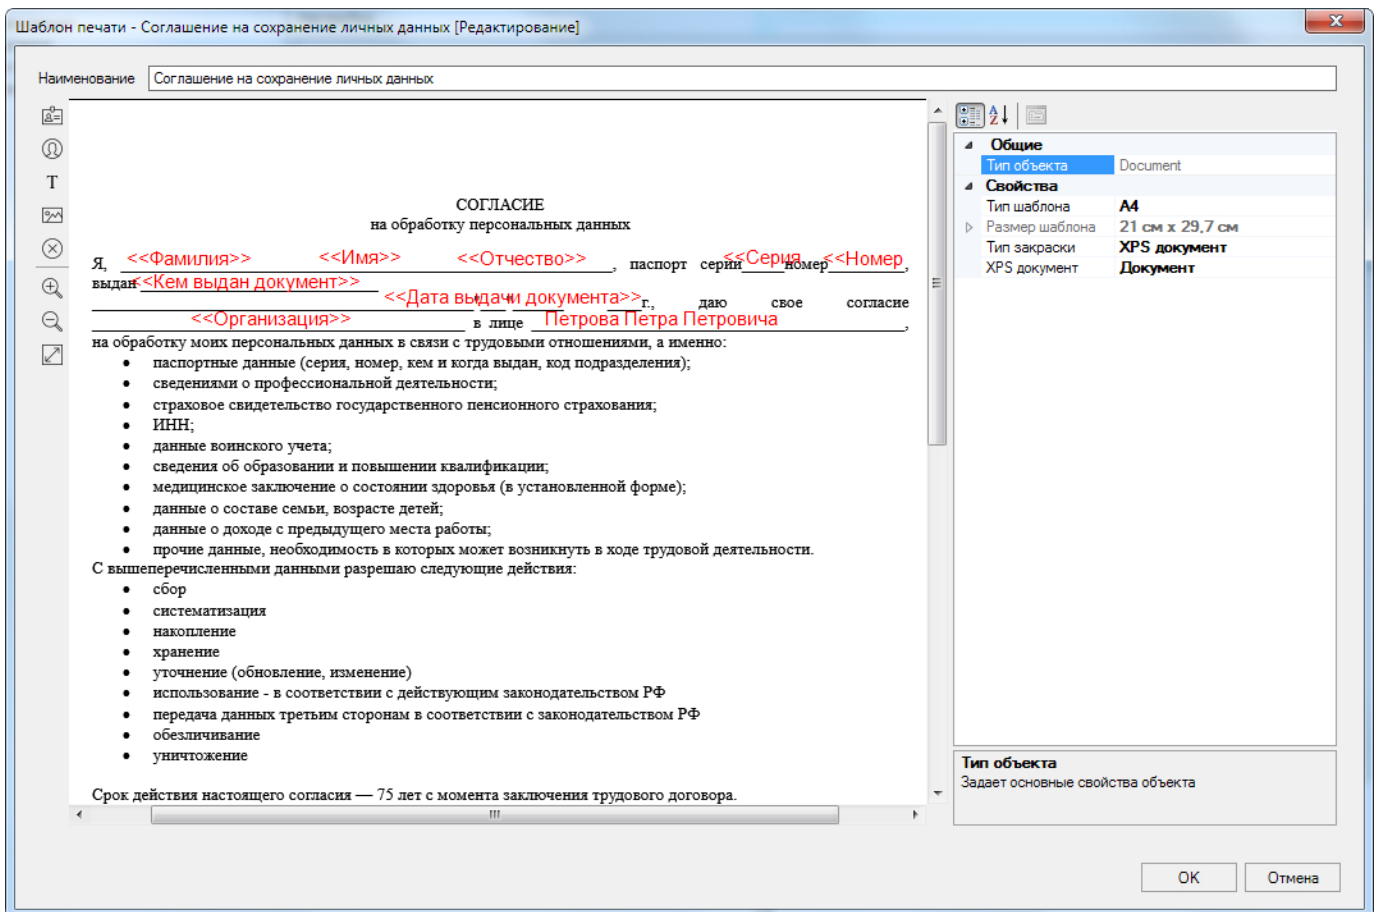 Шаблон печати - Соглашение на сохранение личных данных [Редактирование]
Наименование Соглашение на сохранение личных данных
СОГЛАСИЕ
на обработку персональных данных
Я, <<Фамилия>> <<Имя>> <<Отчество>>, паспорт серии <<Серия номер <<Номер,
выдан <<Кем выдан документ>>
<<Дата выдачи документа>> г., даю свое согласие
<<Организация>> в лице Петрова Петра Петровича,
на обработку моих персональных данных в связи с трудовыми отношениями, а именно:
• паспортные данные (серия, номер, кем и когда выдан, код подразделения);
• сведениями о профессиональной деятельности;
• страховое свидетельство государственного пенсионного страхования;
• ИНН;
• данные воинского учета;
• сведения об образовании и повышении квалификации;
• медицинское заключение о состоянии здоровья (в установленной форме);
• данные о составе семьи, возрасте детей;
• данные о доходе с предыдущего места работы;
• прочие данные, необходимость в которых может возникнуть в ходе трудовой деятельности.
С вышеперечисленными данными разрешаю следующие действия:
• сбор
• систематизация
• накопление
• хранение
• уточнение (обновление, изменение)
• использование - в соответствии с действующим законодательством РФ
• передача данных третьим сторонам в соответствии с законодательством РФ
• обезличивание
• уничтожение
Срок действия настоящего согласия — 75 лет с момента заключения трудового договора.
Общие
Тип объекта Document
Свойства
Тип шаблона A4
Размер шаблона 21 см x 29,7 см
Тип закраски XPS документ
XPS документ Документ
Тип объекта
Задает основные свойства объекта
OK Отмена